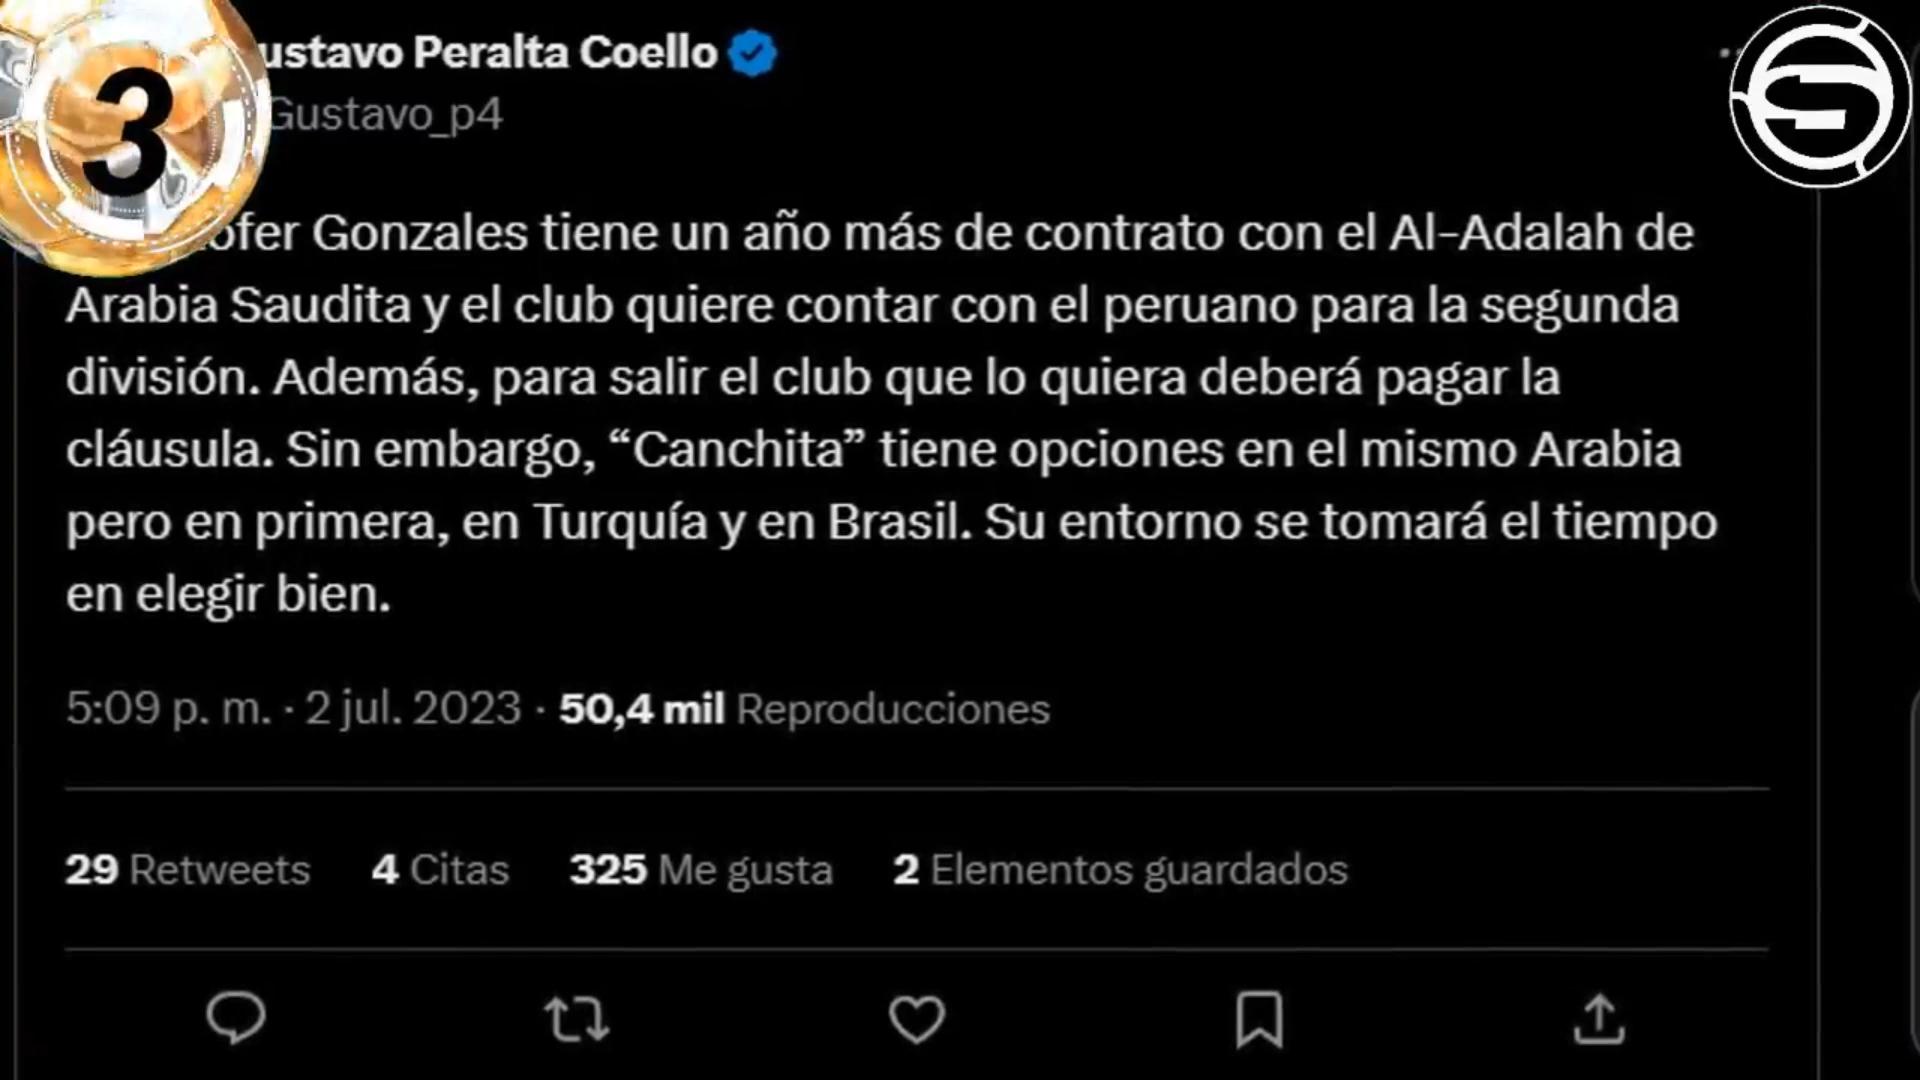 3
ustavo Peralta Coello
Gustavo_p4
ofer Gonzales tiene un año más de contrato con el Al-Adalah de
Arabia Saudita y el club quiere contar con el peruano para la segunda
división. Además, para salir el club que lo quiera deberá pagar la
cláusula. Sin embargo, “Canchita” tiene opciones en el mismo Arabia
pero en primera, en Turquía y en Brasil. Su entorno se tomará el tiempo
en elegir bien.
5:09 p. m. · 2 jul. 2023 · 50,4 mil Reproducciones
29 Retweets 4 Citas 325 Me gusta 2 Elementos guardados